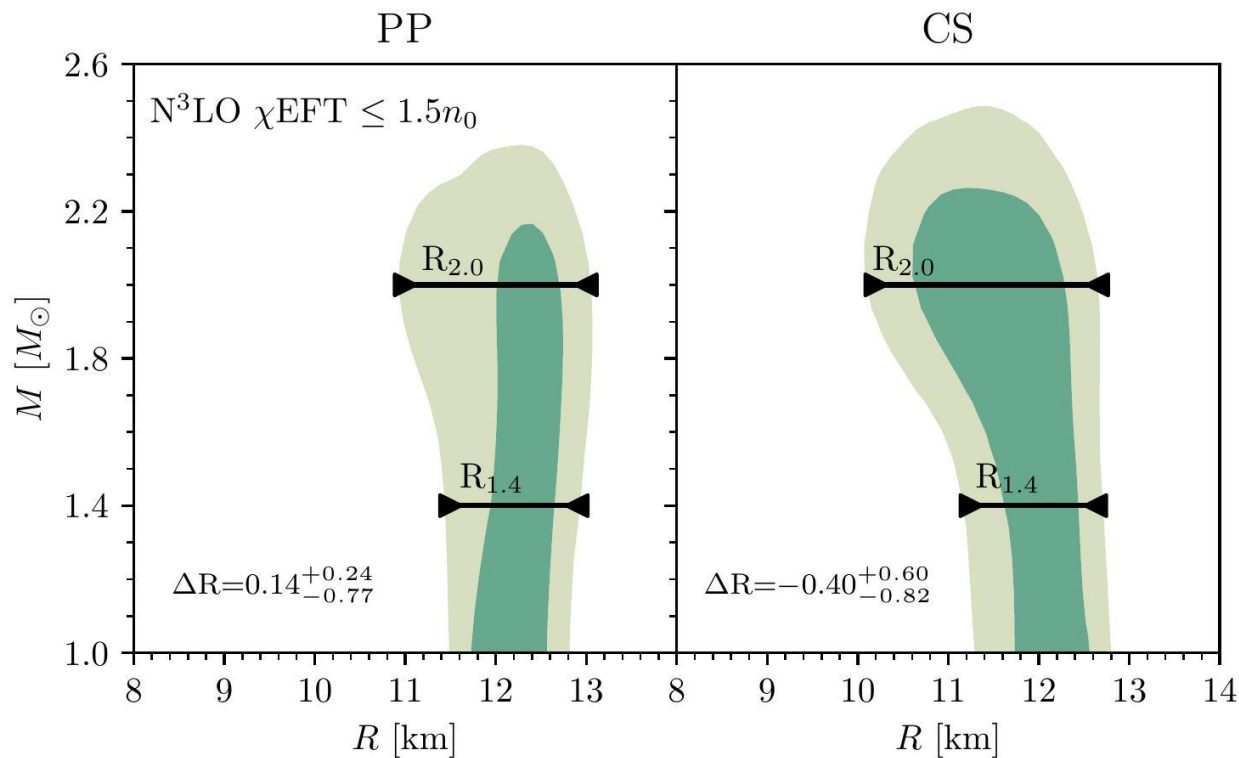 PP CS
2.6
N³LO χEFT ≤ 1.5n₀
2.2
R₂.₀ R₂.₀
1.8
M [M⊙]
R₁.₄ R₁.₄
1.4
ΔR=0.14+0.24−0.77 ΔR=−0.40+0.60−0.82
1.0
8 9 10 11 12 13 8 9 10 11 12 13 14
R [km] R [km]